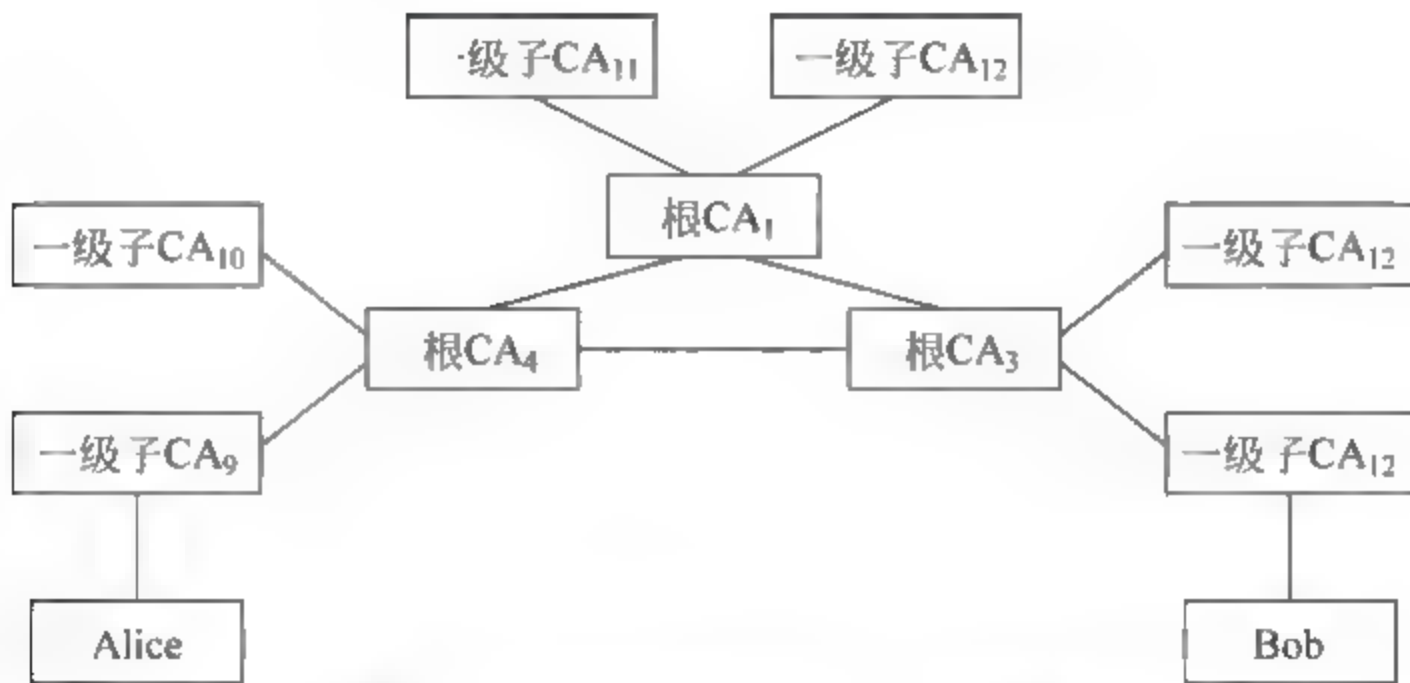 一级子CA₁₁
一级子CA₁₂
根CA₁
一级子CA₁₀
一级子CA₁₂
根CA₄
根CA₃
一级子CA₉
一级子CA₁₂
Alice
Bob